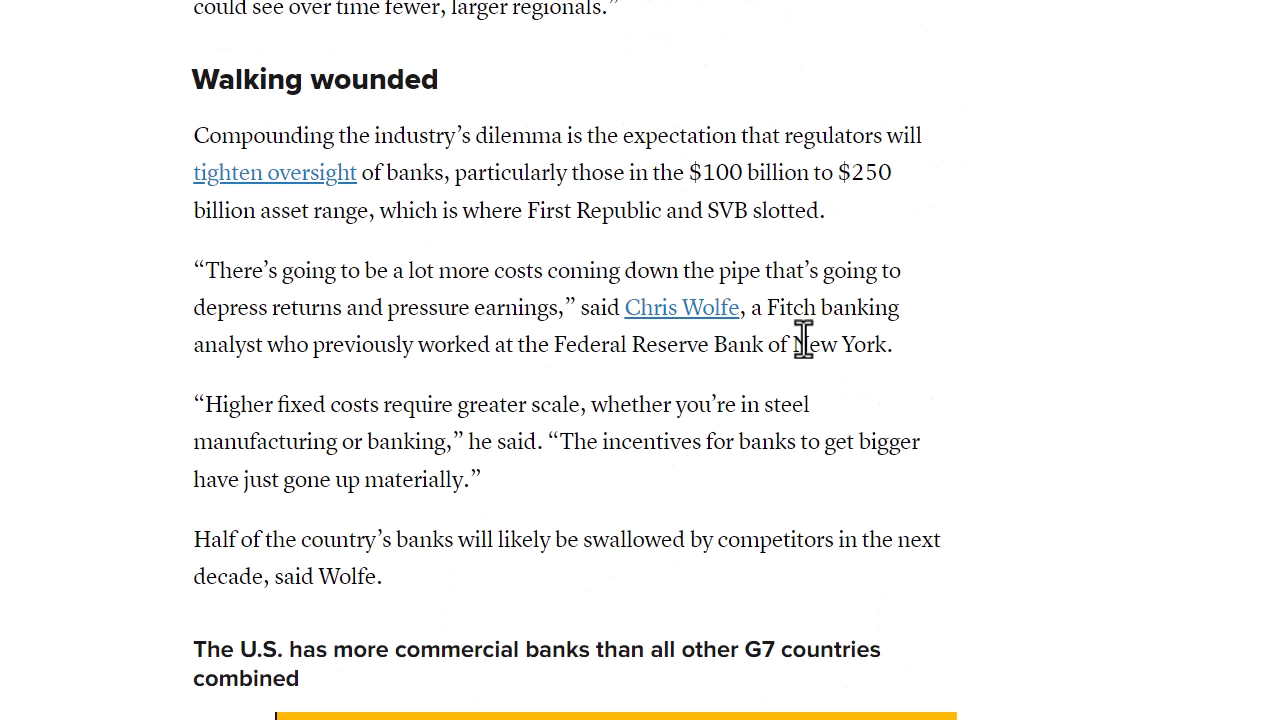 could see over time fewer, larger regionals.”
Walking wounded
Compounding the industry’s dilemma is the expectation that regulators will
tighten oversight of banks, particularly those in the $100 billion to $250
billion asset range, which is where First Republic and SVB slotted.
“There’s going to be a lot more costs coming down the pipe that’s going to
depress returns and pressure earnings,” said Chris Wolfe, a Fitch banking
analyst who previously worked at the Federal Reserve Bank of New York.
“Higher fixed costs require greater scale, whether you’re in steel
manufacturing or banking,” he said. “The incentives for banks to get bigger
have just gone up materially.”
Half of the country’s banks will likely be swallowed by competitors in the next
decade, said Wolfe.
The U.S. has more commercial banks than all other G7 countries
combined